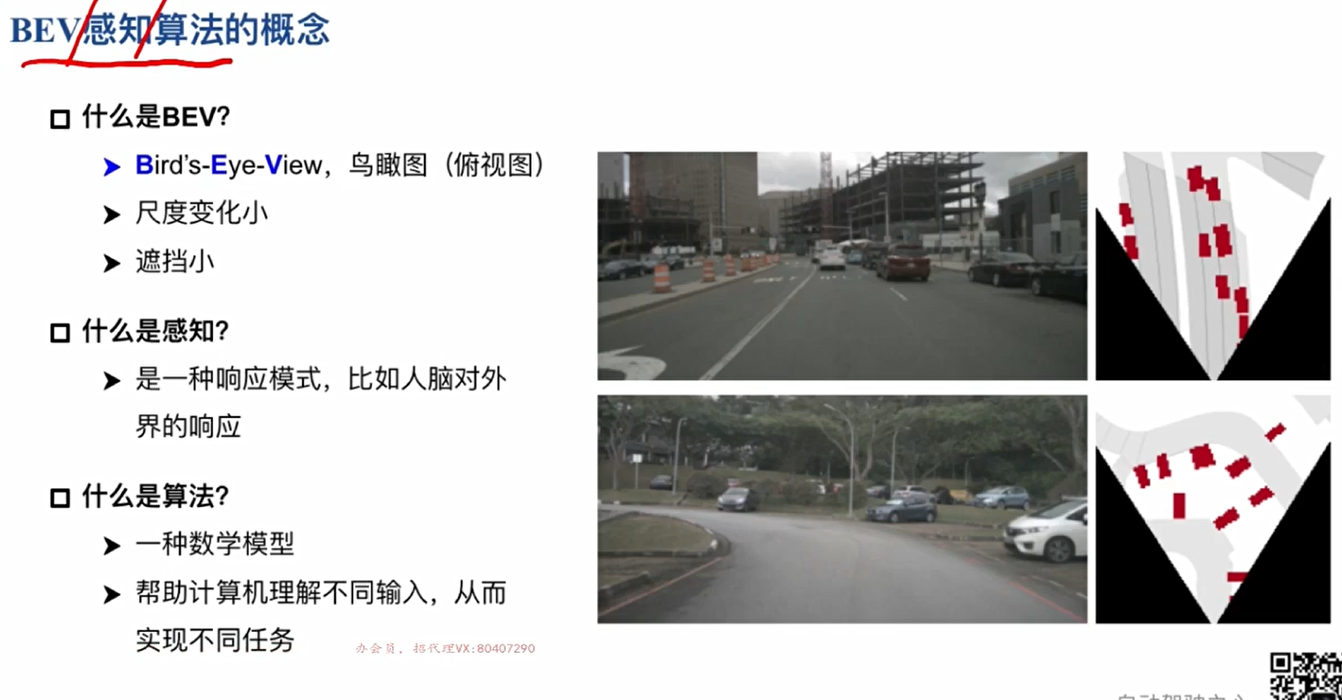 BEV感知算法的概念
什么是BEV?
Bird's-Eye-View，鸟瞰图（俯视图）
尺度变化小
遮挡小
什么是感知?
是一种响应模式，比如人脑对外
界的响应
什么是算法?
一种数学模型
帮助计算机理解不同输入，从而
实现不同任务
办会员，招代理VX:80407290